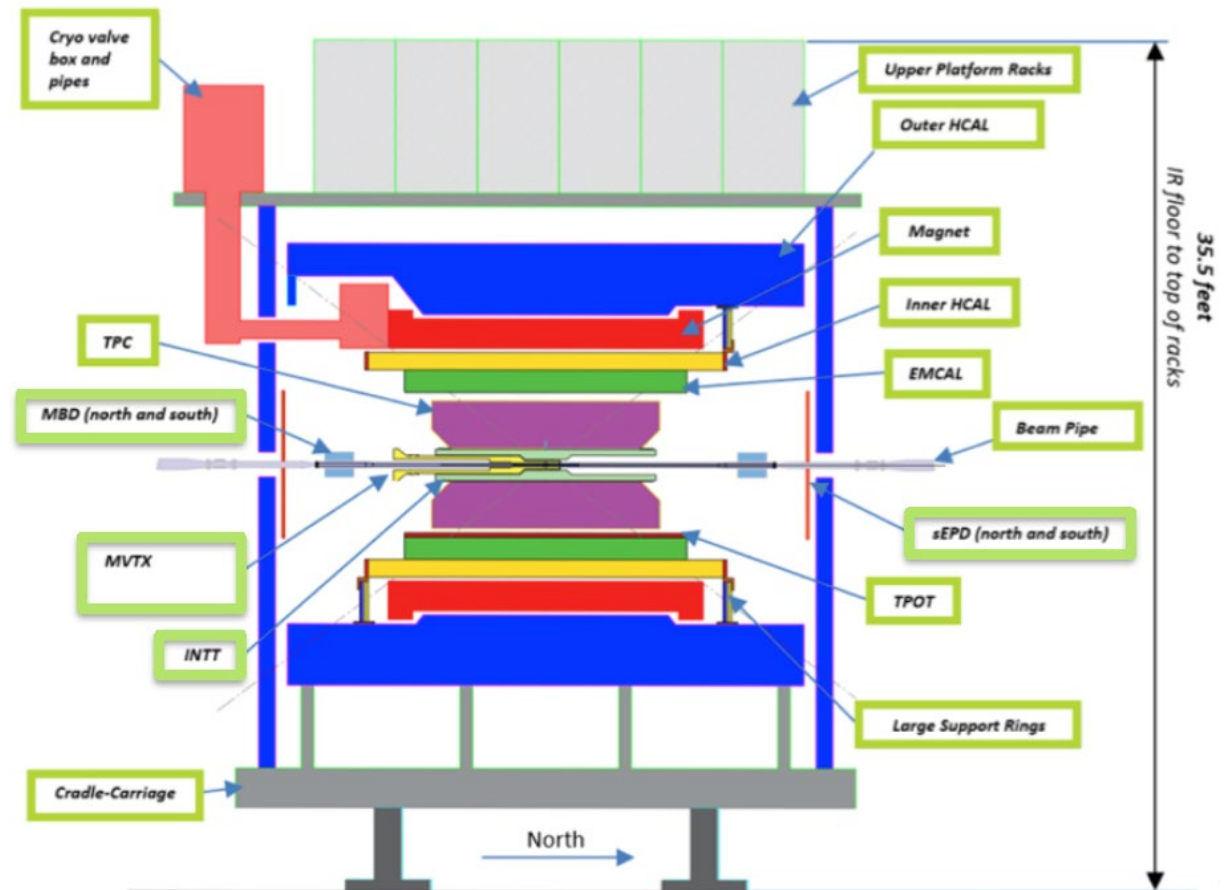 Cryo valve
box and
pipes
Upper Platform Racks
Outer HCAL
Magnet
Inner HCAL
TPC
EMCAL
MBD (north and south)
Beam Pipe
sEPD (north and south)
MVTX
TPOT
INTT
Large Support Rings
Cradle-Carriage
North
35.5 feet
IR floor to top of racks